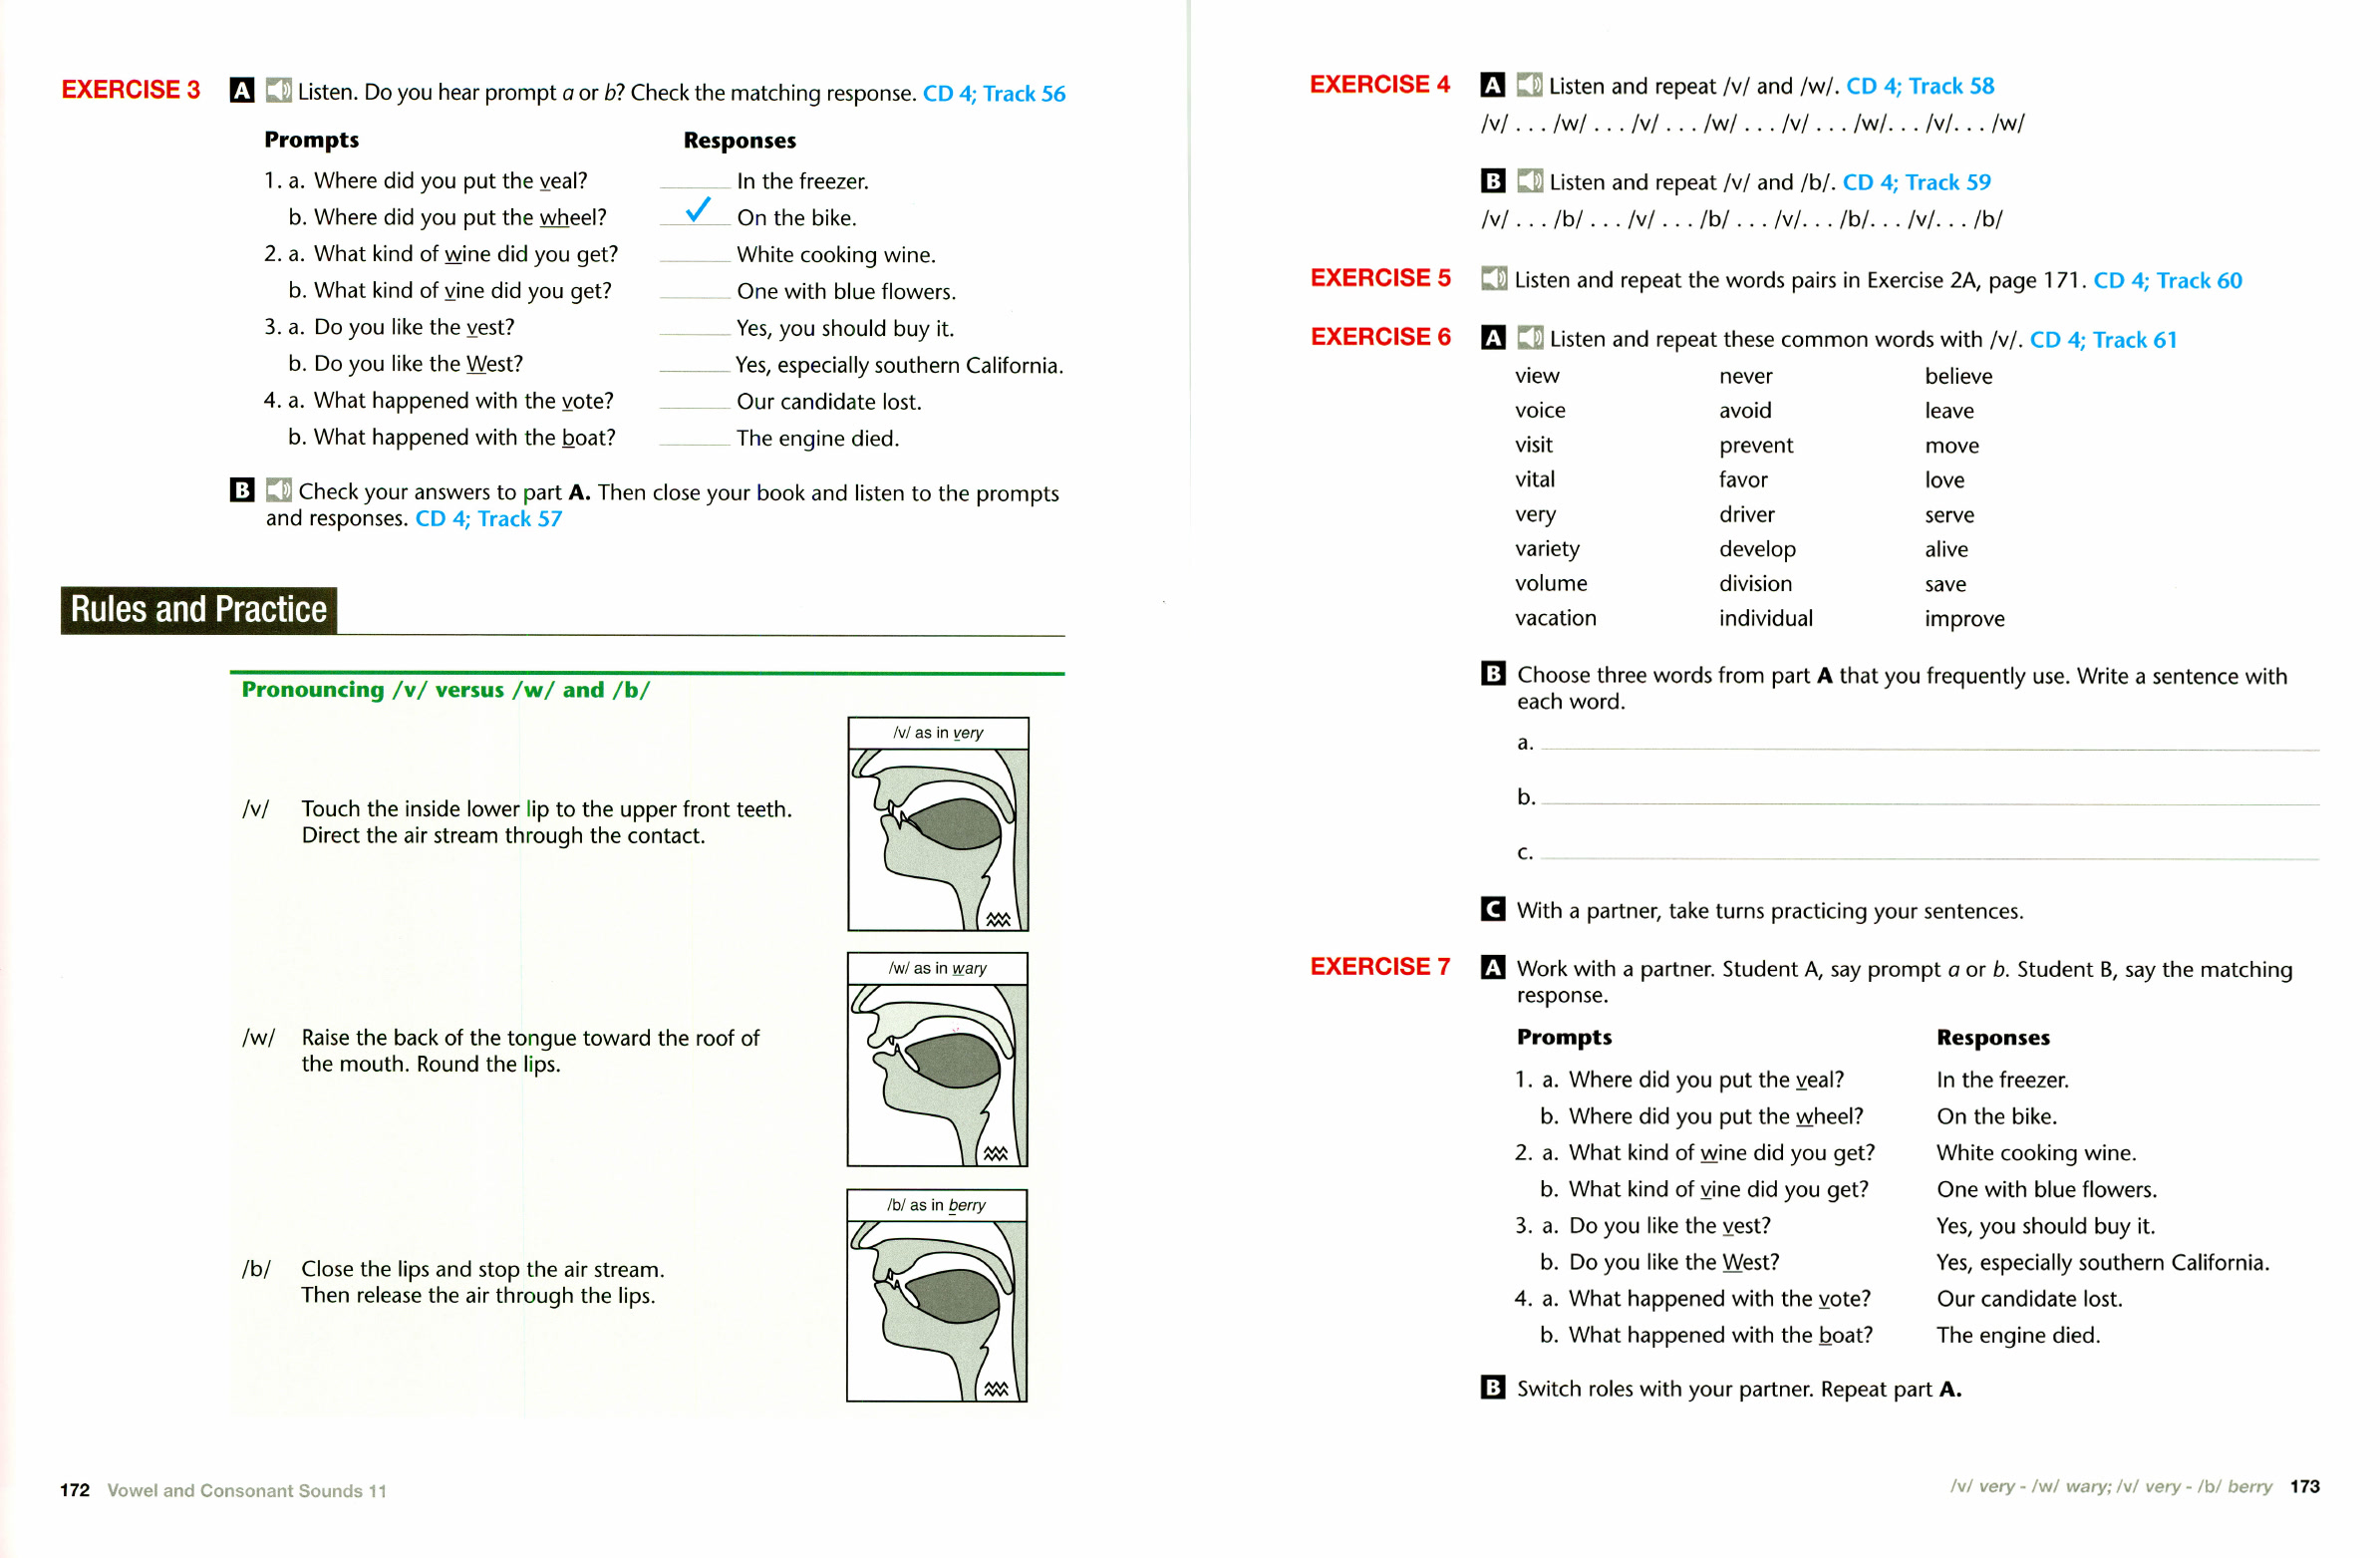 EXERCISE 3 A Listen. Do you hear prompt a or b? Check the matching response. CD 4; Track 56
Prompts Responses
1. a. Where did you put the veal? ____ In the freezer.
b. Where did you put the wheel? ✓ On the bike.
2. a. What kind of wine did you get? ____ White cooking wine.
b. What kind of vine did you get? ____ One with blue flowers.
3. a. Do you like the vest? ____ Yes, you should buy it.
b. Do you like the West? ____ Yes, especially southern California.
4. a. What happened with the vote? ____ Our candidate lost.
b. What happened with the boat? ____ The engine died.
B Check your answers to part A. Then close your book and listen to the prompts
and responses. CD 4; Track 57
Rules and Practice
Pronouncing /v/ versus /w/ and /b/
/v/ as in very
/v/ Touch the inside lower lip to the upper front teeth.
Direct the air stream through the contact.
/w/ as in wary
/w/ Raise the back of the tongue toward the roof of
the mouth. Round the lips.
/b/ as in berry
/b/ Close the lips and stop the air stream.
Then release the air through the lips.
172 Vowel and Consonant Sounds 11
EXERCISE 4 A Listen and repeat /v/ and /w/. CD 4; Track 58
/v/ . . . /w/ . . . /v/ . . . /w/ . . . /v/ . . . /w/. . . /v/. . . /w/
B Listen and repeat /v/ and /b/. CD 4; Track 59
/v/ . . . /b/ . . . /v/ . . . /b/ . . . /v/. . . /b/. . . /v/. . . /b/
EXERCISE 5 Listen and repeat the words pairs in Exercise 2A, page 171. CD 4; Track 60
EXERCISE 6 A Listen and repeat these common words with /v/. CD 4; Track 61
view never believe
voice avoid leave
visit prevent move
vital favor love
very driver serve
variety develop alive
volume division save
vacation individual improve
B Choose three words from part A that you frequently use. Write a sentence with
each word.
a.
b.
c.
C With a partner, take turns practicing your sentences.
EXERCISE 7 A Work with a partner. Student A, say prompt a or b. Student B, say the matching
response.
Prompts Responses
1. a. Where did you put the veal? In the freezer.
b. Where did you put the wheel? On the bike.
2. a. What kind of wine did you get? White cooking wine.
b. What kind of vine did you get? One with blue flowers.
3. a. Do you like the vest? Yes, you should buy it.
b. Do you like the West? Yes, especially southern California.
4. a. What happened with the vote? Our candidate lost.
b. What happened with the boat? The engine died.
B Switch roles with your partner. Repeat part A.
/v/ very - /w/ wary; /v/ very - /b/ berry 173